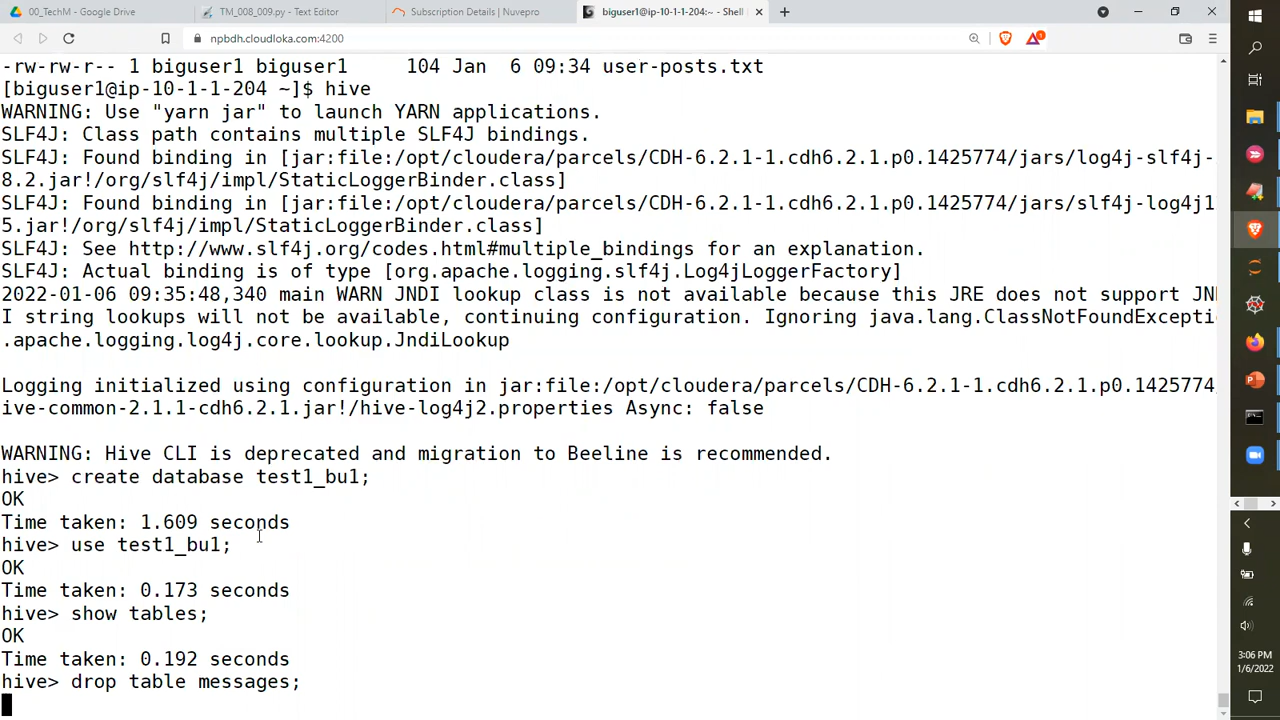 00_TechM - Google Drive
TM_008_009.py - Text Editor
Subscription Details | Nuvepro
biguser1@ip-10-1-1-204:~ - Shell
npbdh.cloudloka.com:4200
-rw-rw-r-- 1 biguser1 biguser1     104 Jan  6 09:34 user-posts.txt
[biguser1@ip-10-1-1-204 ~]$ hive
WARNING: Use "yarn jar" to launch YARN applications.
SLF4J: Class path contains multiple SLF4J bindings.
SLF4J: Found binding in [jar:file:/opt/cloudera/parcels/CDH-6.2.1-1.cdh6.2.1.p0.1425774/jars/log4j-slf4j-
8.2.jar!/org/slf4j/impl/StaticLoggerBinder.class]
SLF4J: Found binding in [jar:file:/opt/cloudera/parcels/CDH-6.2.1-1.cdh6.2.1.p0.1425774/jars/slf4j-log4j1
5.jar!/org/slf4j/impl/StaticLoggerBinder.class]
SLF4J: See http://www.slf4j.org/codes.html#multiple_bindings for an explanation.
SLF4J: Actual binding is of type [org.apache.logging.slf4j.Log4jLoggerFactory]
2022-01-06 09:35:48,340 main WARN JNDI lookup class is not available because this JRE does not support JN
I string lookups will not be available, continuing configuration. Ignoring java.lang.ClassNotFoundExcepti
.apache.logging.log4j.core.lookup.JndiLookup
Logging initialized using configuration in jar:file:/opt/cloudera/parcels/CDH-6.2.1-1.cdh6.2.1.p0.1425774
ive-common-2.1.1-cdh6.2.1.jar!/hive-log4j2.properties Async: false
WARNING: Hive CLI is deprecated and migration to Beeline is recommended.
hive> create database test1_bu1;
OK
Time taken: 1.609 seconds
hive> use test1_bu1;
OK
Time taken: 0.173 seconds
hive> show tables;
OK
Time taken: 0.192 seconds
hive> drop table messages;
3:06 PM
1/6/2022